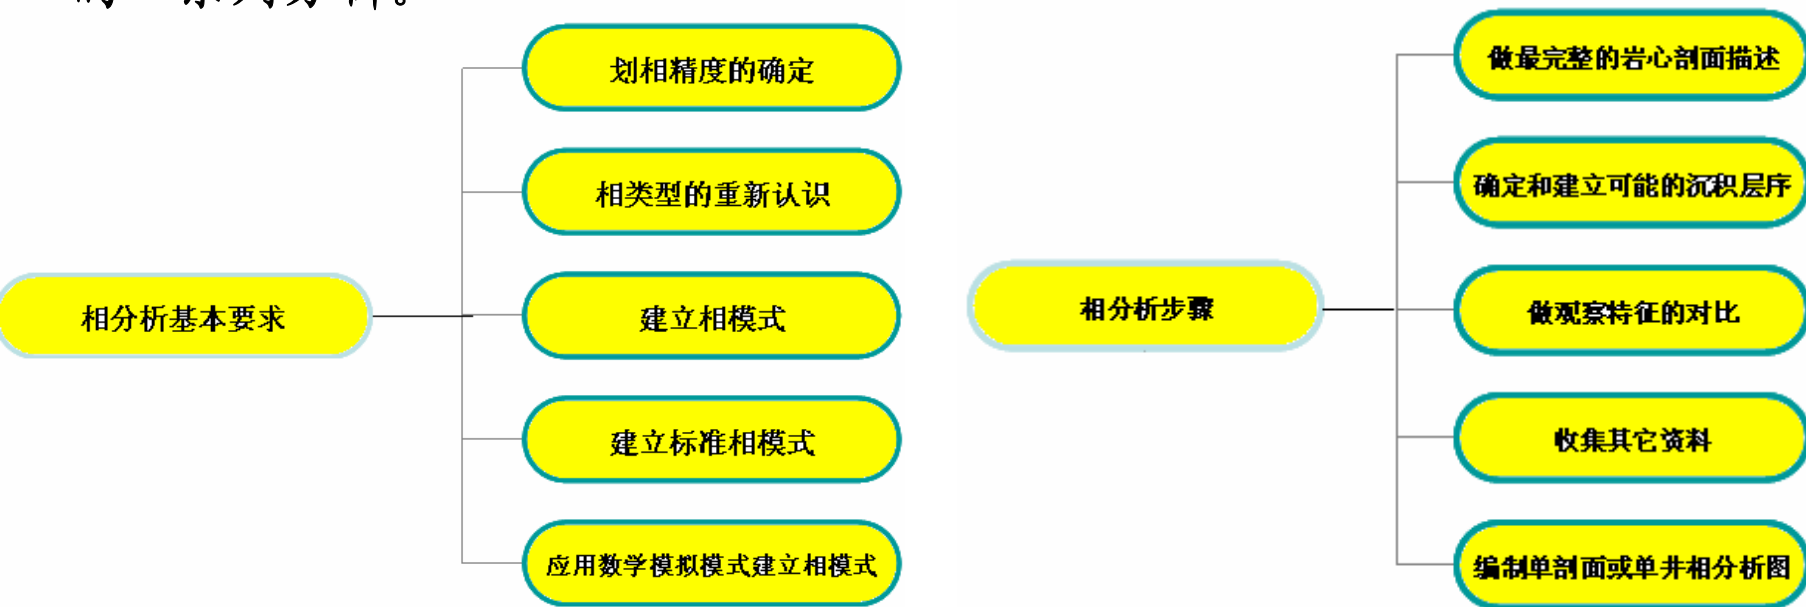 相分析基本要求
划相精度的确定
相类型的重新认识
建立相模式
建立标准相模式
应用数学模拟模式建立相模式
相分析步骤
做最完整的岩心剖面描述
确定和建立可能的沉积层序
做观察特征的对比
收集其它资料
编制单剖面或单井相分析图